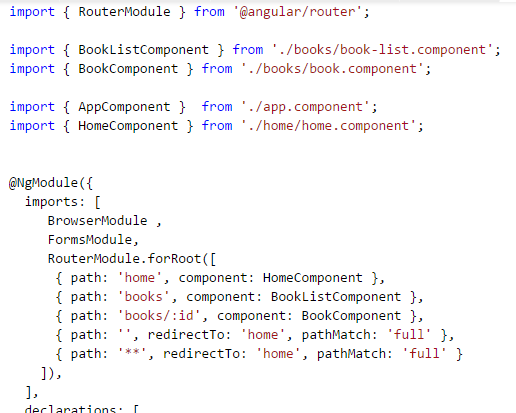 import { RouterModule } from '@angular/router';
import { BookListComponent } from './books/book-list.component';
import { BookComponent } from './books/book.component';
import { AppComponent }  from './app.component';
import { HomeComponent } from './home/home.component';
@NgModule({
  imports: [
     BrowserModule ,
     FormsModule,
     RouterModule.forRoot([
      { path: 'home', component: HomeComponent },
      { path: 'books', component: BookListComponent },
      { path: 'books/:id', component: BookComponent },
      { path: '', redirectTo: 'home', pathMatch: 'full' },
      { path: '**', redirectTo: 'home', pathMatch: 'full' }
    ]),
  ],
  declarations: [